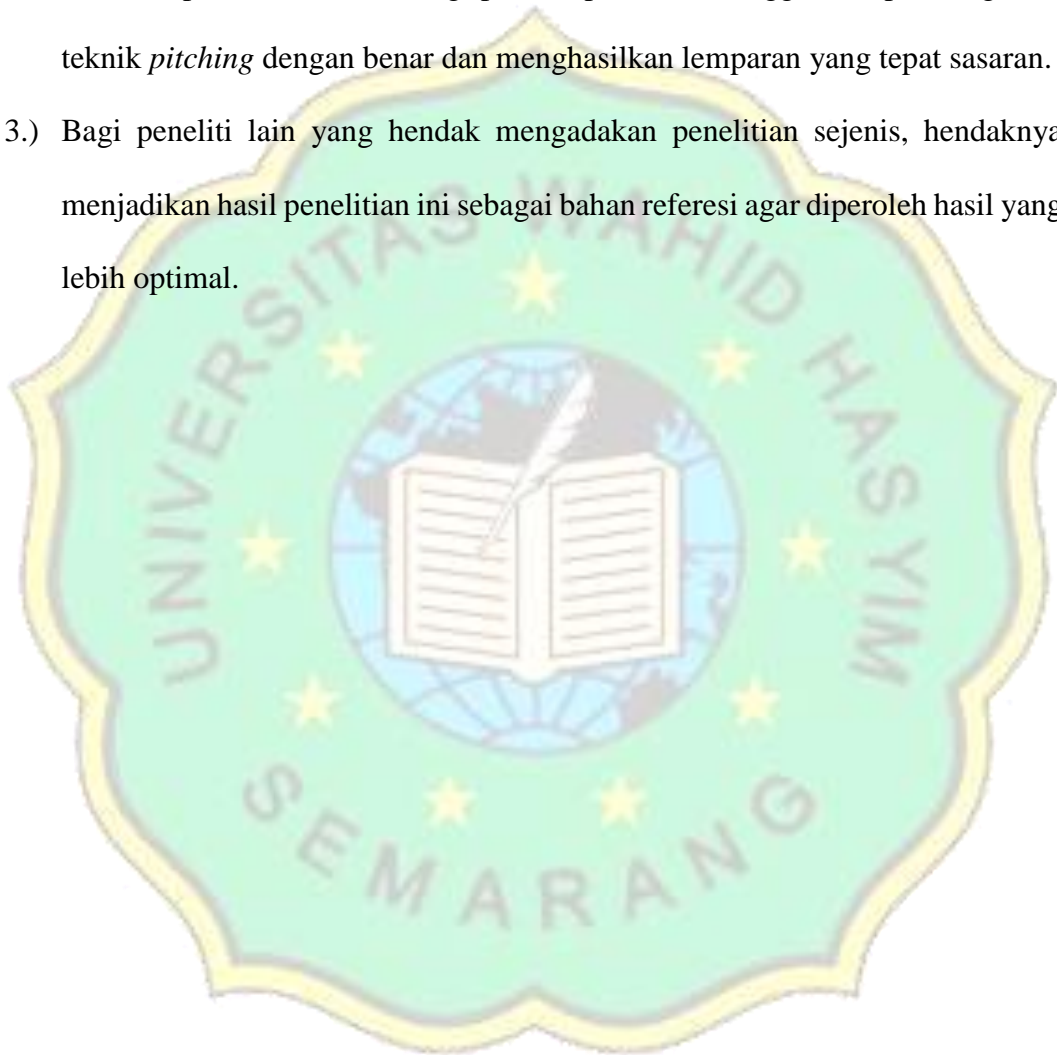 teknik pitching dengan benar dan menghasilkan lemparan yang tepat sasaran.
3.) Bagi peneliti lain yang hendak mengadakan penelitian sejenis, hendaknya
menjadikan hasil penelitian ini sebagai bahan referesi agar diperoleh hasil yang
lebih optimal.
UNIVERSITAS WAHID HASYIM
SEMARANG